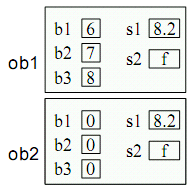 b1 6 s1 8.2
ob1 b2 7 s2 f
b3 8
b1 0 s1 8.2
b2 0 s2 f
ob2 b3 0